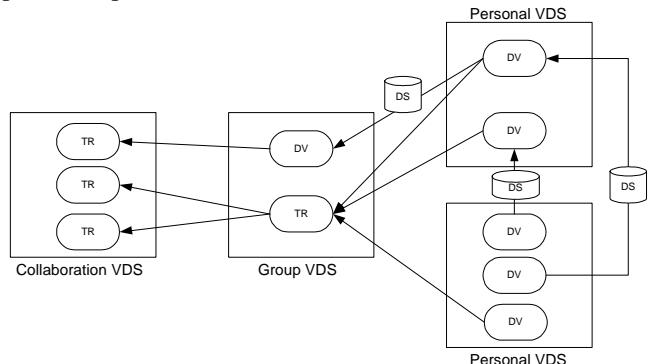 Personal VDS
DV
DS
DV
TR
DV
TR
DS
DS
TR
TR
DV
DV
DV
Collaboration VDS
Group VDS
Personal VDS